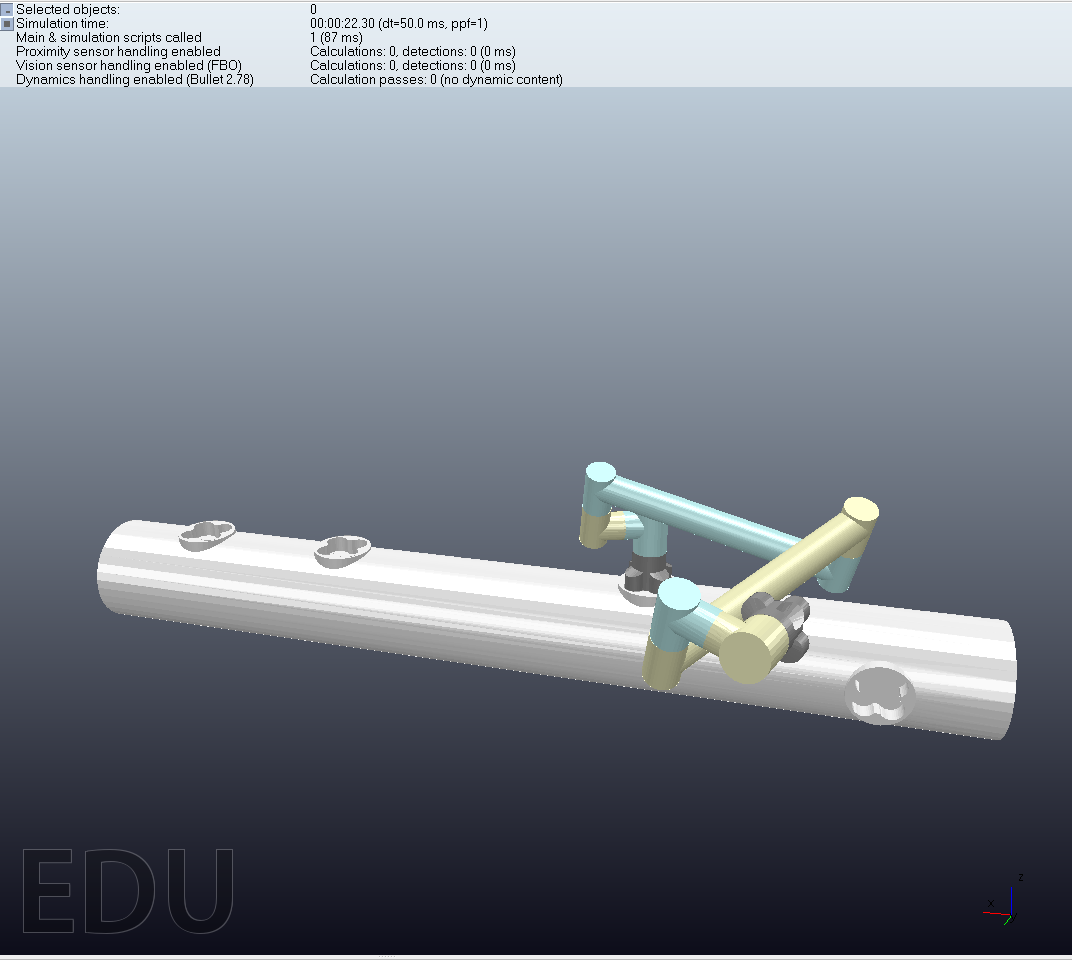 Selected objects: 0
Simulation time: 00:00:22.30 (dt=50.0 ms, ppf=1)
Main & simulation scripts called 1 (87 ms)
Proximity sensor handling enabled Calculations: 0, detections: 0 (0 ms)
Vision sensor handling enabled (FBO) Calculations: 0, detections: 0 (0 ms)
Dynamics handling enabled (Bullet 2.78) Calculation passes: 0 (no dynamic content)
EDU
z
x